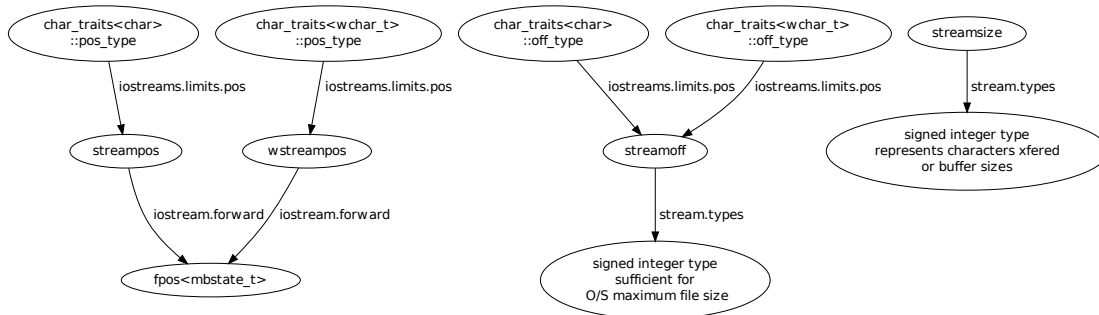 char_traits<char>
::pos_type
char_traits<wchar_t>
::pos_type
char_traits<char>
::off_type
char_traits<wchar_t>
::off_type
streamsize
iostreams.limits.pos
iostreams.limits.pos
iostreams.limits.pos
iostreams.limits.pos
stream.types
streampos
wstreampos
streamoff
signed integer type
represents characters xfered
or buffer sizes
iostream.forward
iostream.forward
stream.types
fpos<mbstate_t>
signed integer type
sufficient for
O/S maximum file size